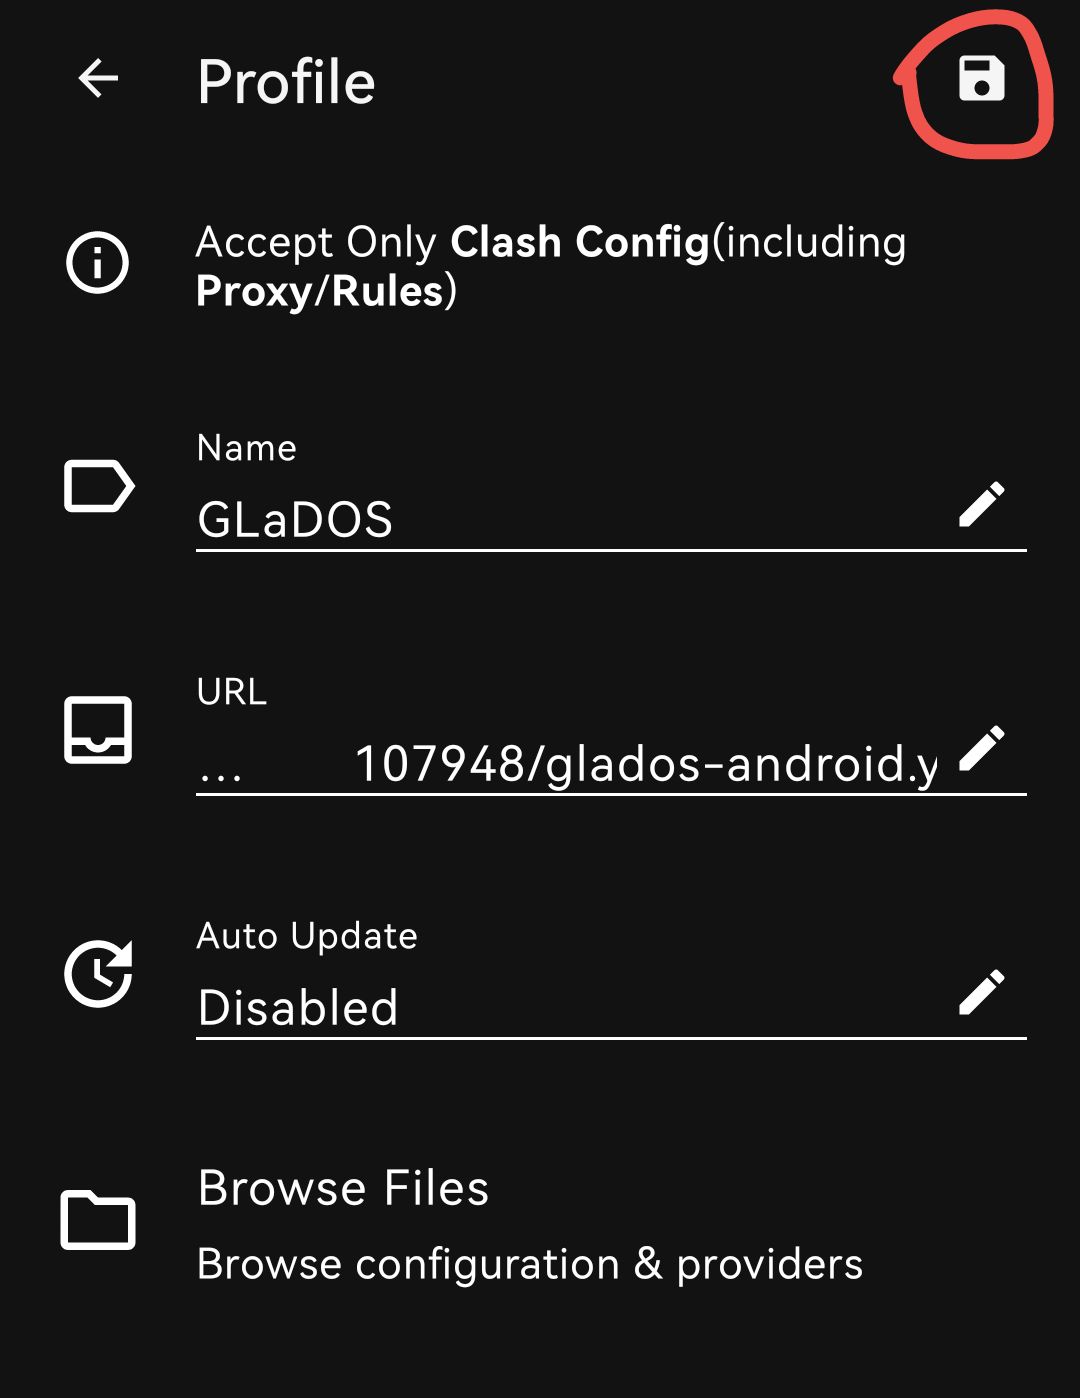 Profile
Accept Only Clash Config(including
Proxy/Rules)
Name
GLaDOS
URL
... 107948/glados-android.y
Auto Update
Disabled
Browse Files
Browse configuration & providers